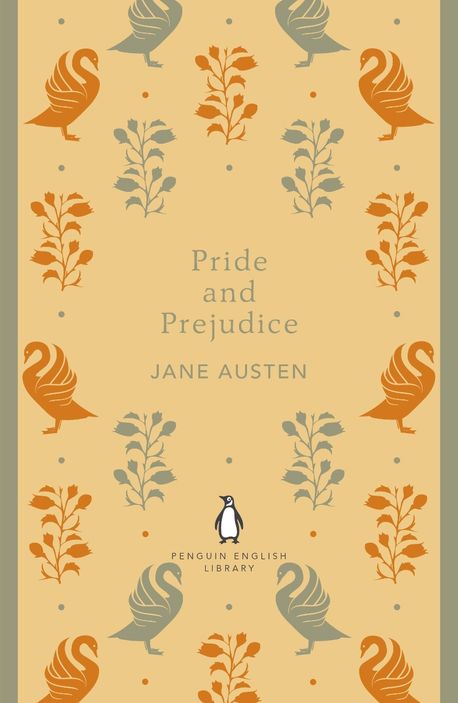 Pride
and
Prejudice
JANE AUSTEN
PENGUIN ENGLISH
LIBRARY